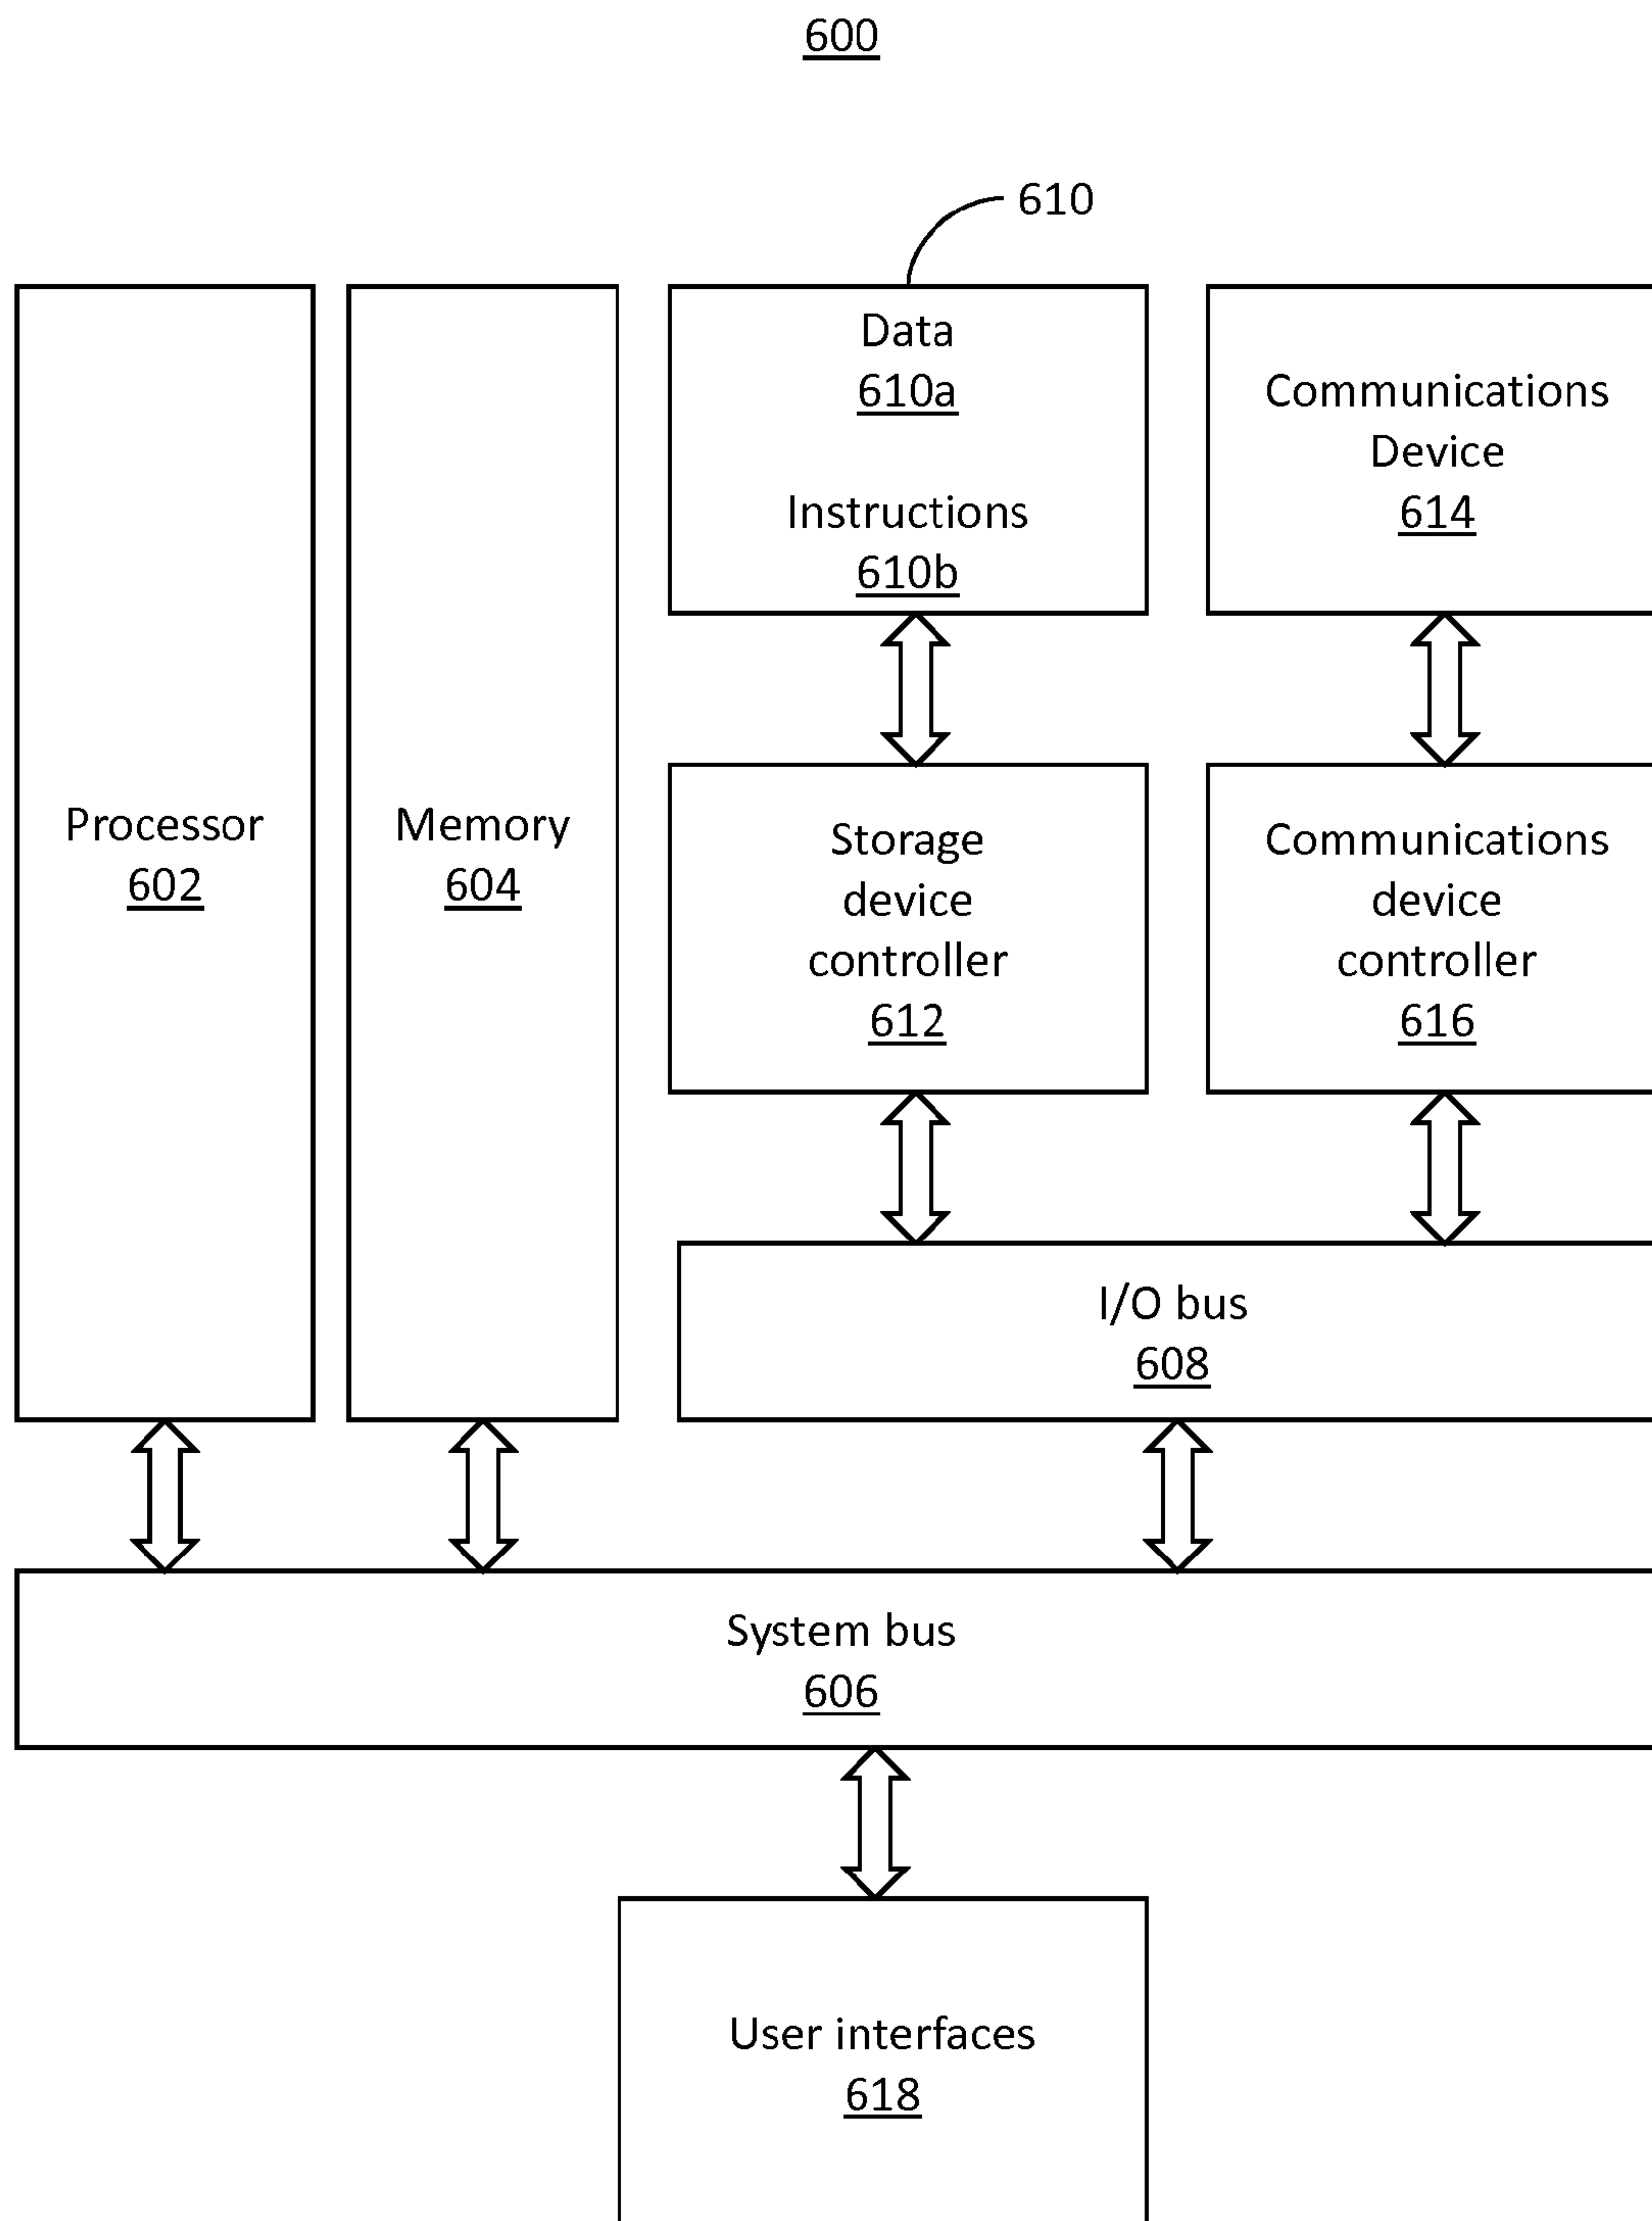 600
610
Data
610a
Instructions
610b
Communications
Device
614
Processor
602
Memory
604
Storage
device
controller
612
Communications
device
controller
616
I/O bus
608
System bus
606
User interfaces
618